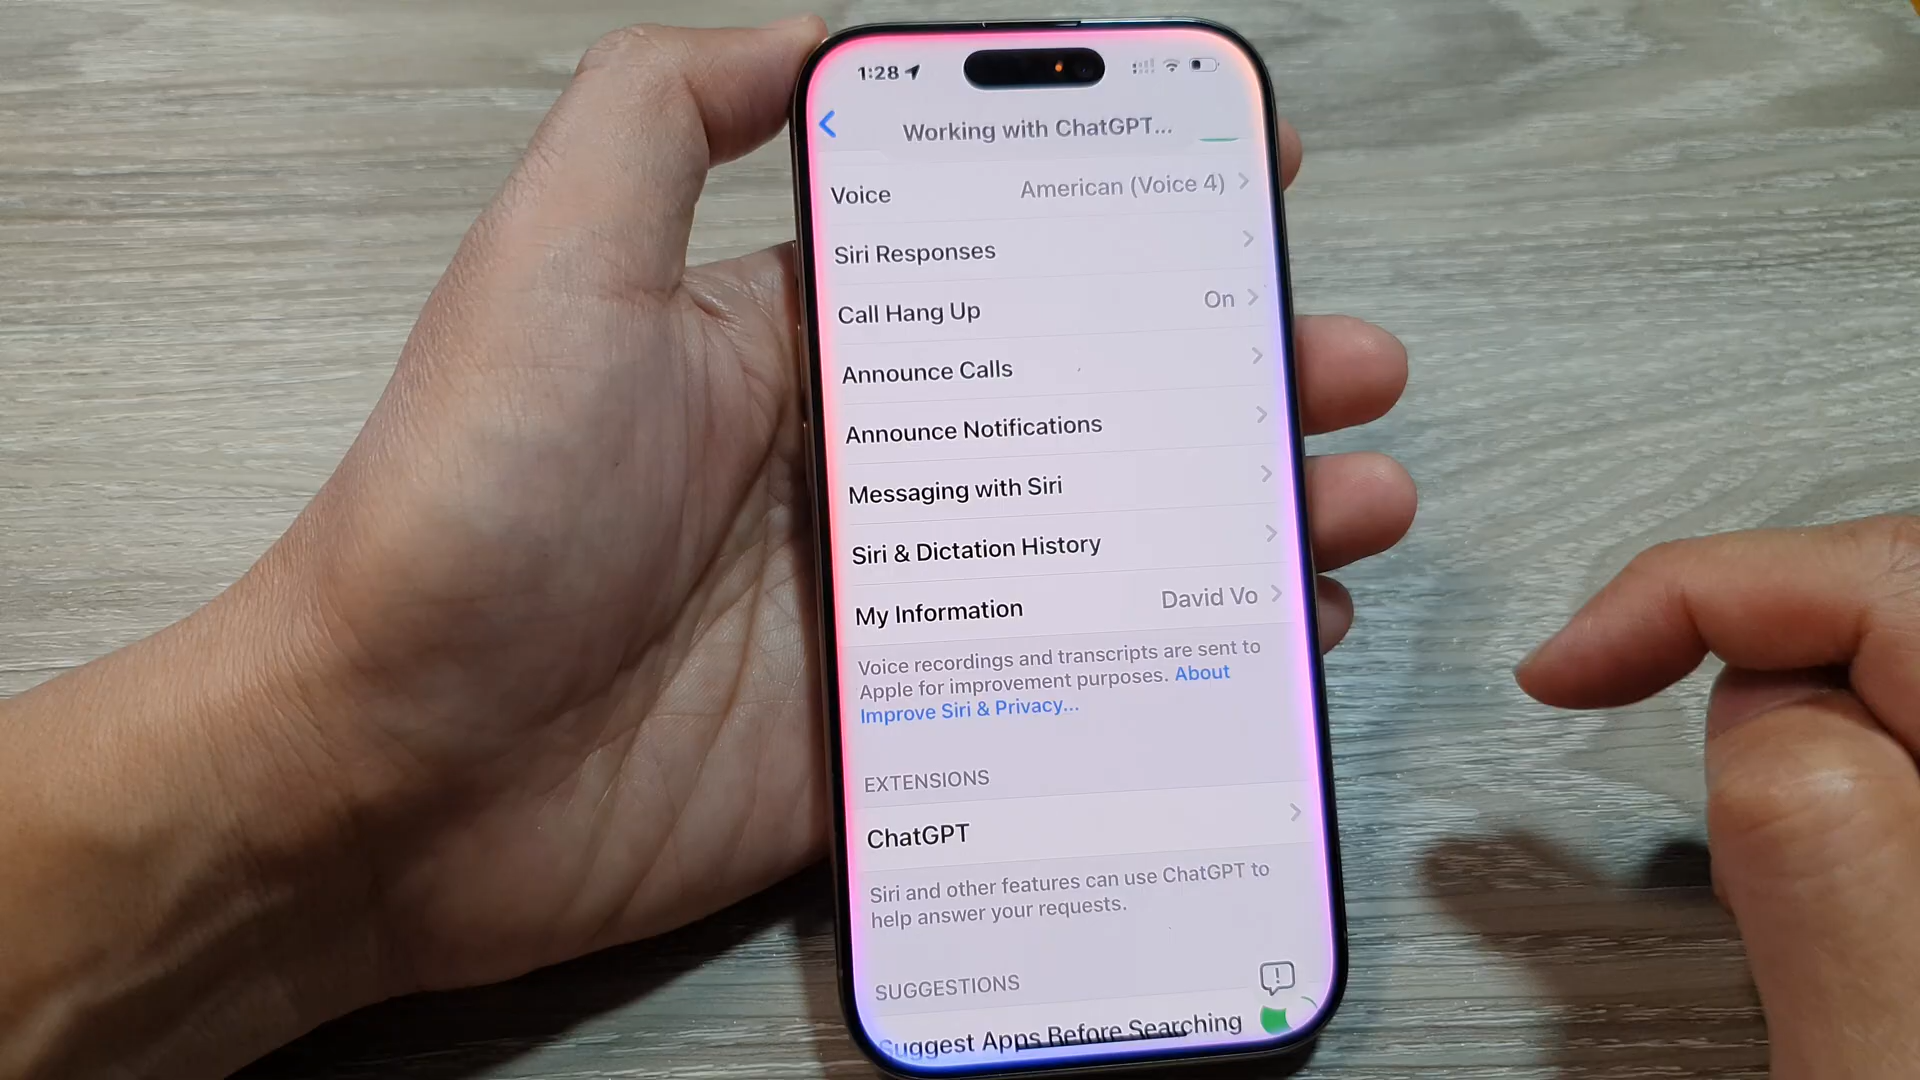 1:28
Working with ChatGPT...
Voice American (Voice 4)
Siri Responses
Call Hang Up On
Announce Calls
Announce Notifications
Messaging with Siri
Siri & Dictation History
My Information David Vo
Voice recordings and transcripts are sent to
Apple for improvement purposes. About
Improve Siri & Privacy...
EXTENSIONS
ChatGPT
Siri and other features can use ChatGPT to
help answer your requests.
SUGGESTIONS
Suggest Apps Before Searching